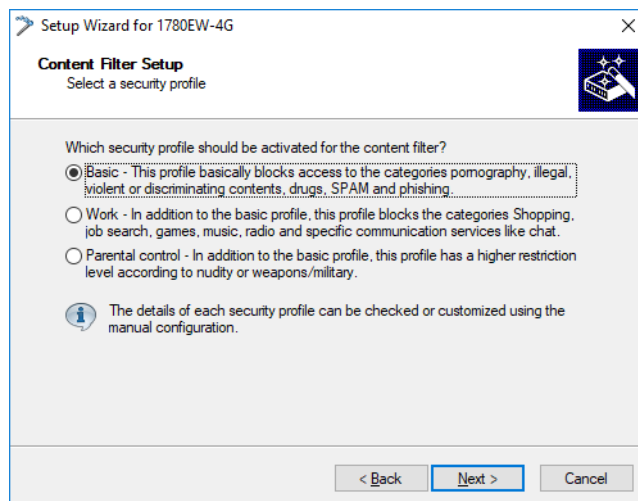 Setup Wizard for 1780EW-4G
Content Filter Setup
Select a security profile
Which security profile should be activated for the content filter?
Basic - This profile basically blocks access to the categories pornography, illegal,
violent or discriminating contents, drugs, SPAM and phishing.
Work - In addition to the basic profile, this profile blocks the categories Shopping,
job search, games, music, radio and specific communication services like chat.
Parental control - In addition to the basic profile, this profile has a higher restriction
level according to nudity or weapons/military.
The details of each security profile can be checked or customized using the
manual configuration.
< Back
Next >
Cancel